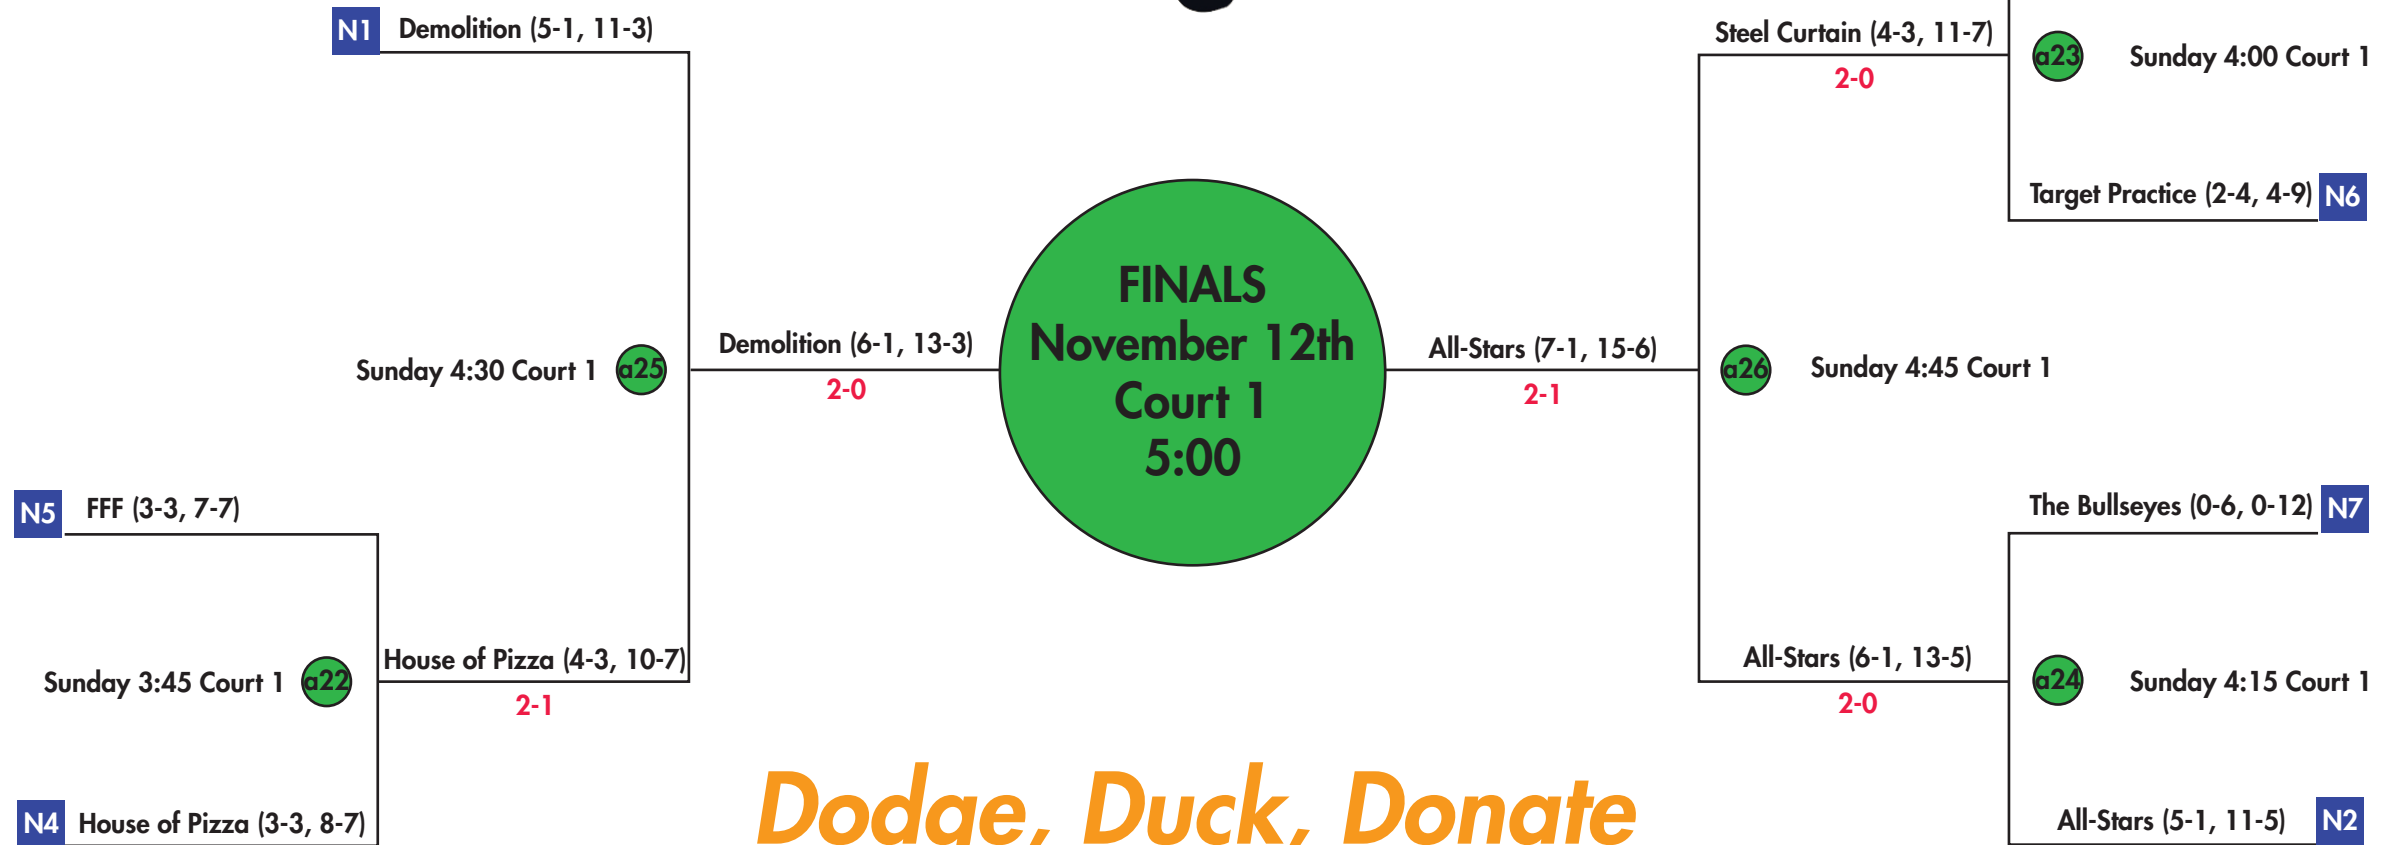 N1 Demolition (5-1, 11-3)
Steel Curtain (4-3, 11-7)
2-0
a23 Sunday 4:00 Court 1
Target Practice (2-4, 4-9) N6
FINALS
November 12th
Court 1
5:00
Sunday 4:30 Court 1 a25
Demolition (6-1, 13-3)
2-0
All-Stars (7-1, 15-6)
2-1
a26 Sunday 4:45 Court 1
N5 FFF (3-3, 7-7)
The Bullseyes (0-6, 0-12) N7
Sunday 3:45 Court 1 a22
House of Pizza (4-3, 10-7)
2-1
All-Stars (6-1, 13-5)
2-0
a24 Sunday 4:15 Court 1
N4 House of Pizza (3-3, 8-7)
Dodge, Duck, Donate
All-Stars (5-1, 11-5) N2